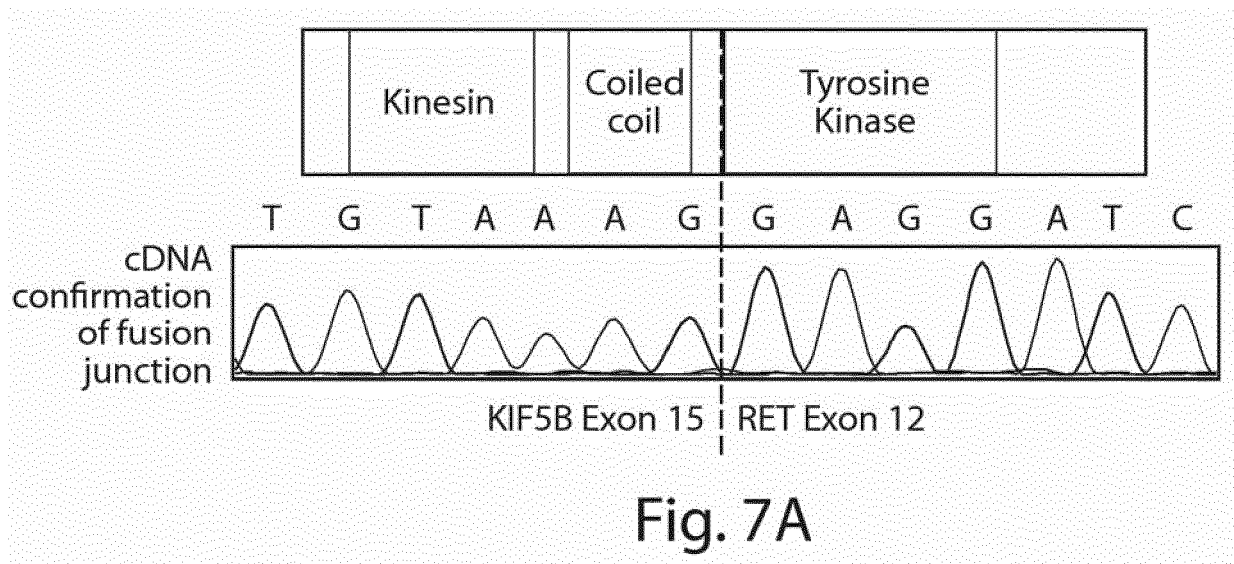 Kinesin
Coiled
coil
Tyrosine
Kinase
T G T A A A G G A G G A T C
cDNA
confirmation
of fusion
junction
KIF5B Exon 15 RET Exon 12
Fig. 7A